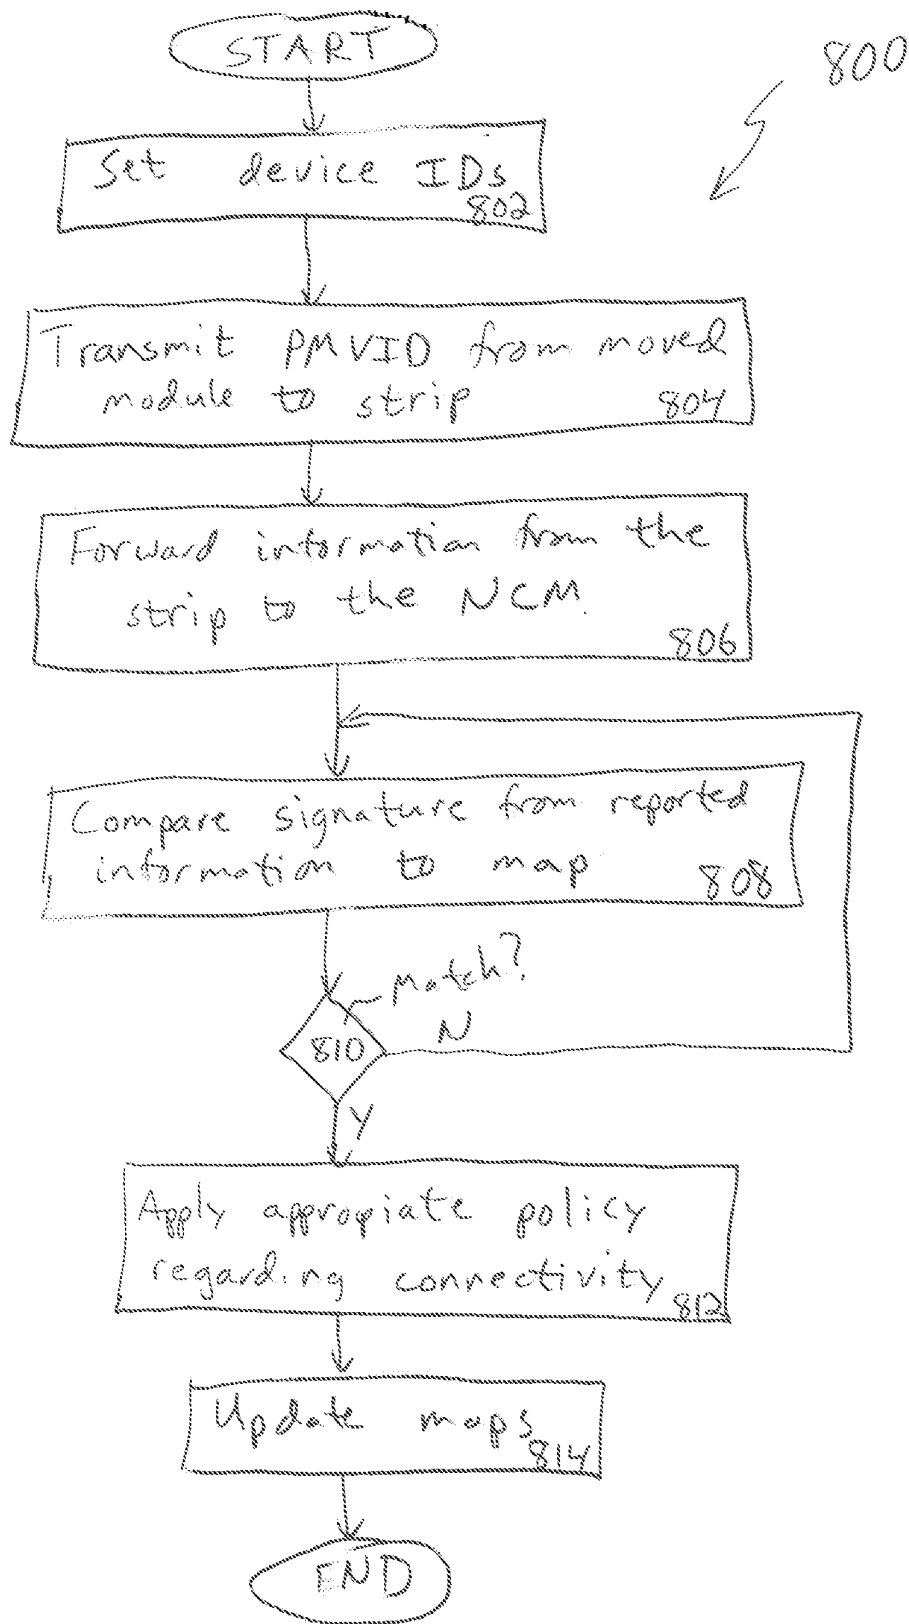 START
800
Set device IDs
802
Transmit PMVID from moved
module to strip
804
Forward information from the
strip to the NCM.
806
Compare signature from reported
information to map
808
Match?
810
N
Y
Apply appropiate policy
regarding connectivity
812
Update maps
814
END